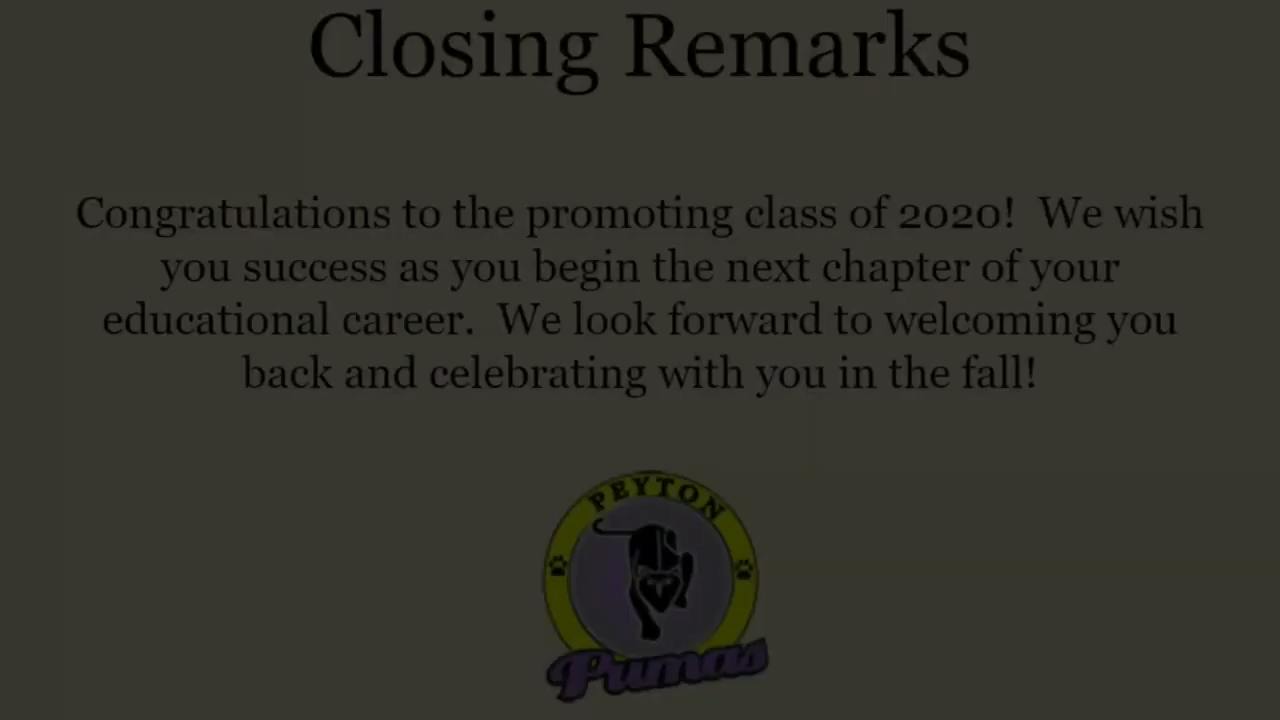 Closing Remarks
Congratulations to the promoting class of 2020!  We wish
you success as you begin the next chapter of your
educational career.  We look forward to welcoming you
back and celebrating with you in the fall!
PEYTON
Pumas